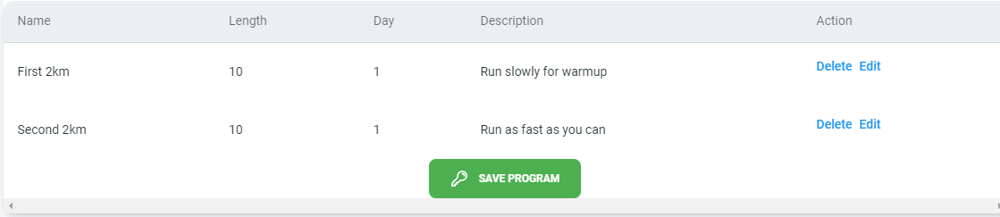 Name Length Day Description Action
First 2km 10 1 Run slowly for warmup Delete Edit
Second 2km 10 1 Run as fast as you can Delete Edit
SAVE PROGRAM